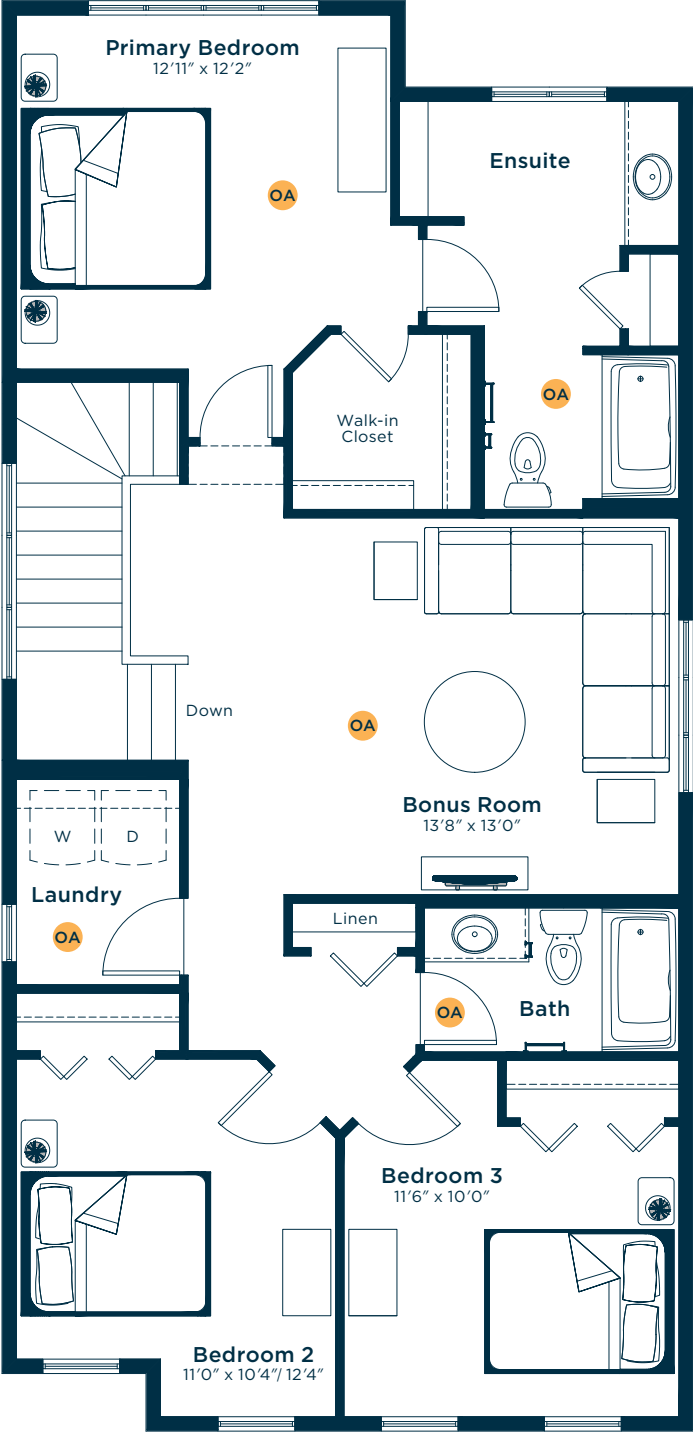 Primary Bedroom
12'11" x 12'2"
Ensuite
OA
OA
Walk-in
Closet
Down
OA
Bonus Room
13'8" x 13'0"
W
D
Laundry
OA
Linen
OA
Bath
Bedroom 3
11'6" x 10'0"
Bedroom 2
11'0" x 10'4"/ 12'4"